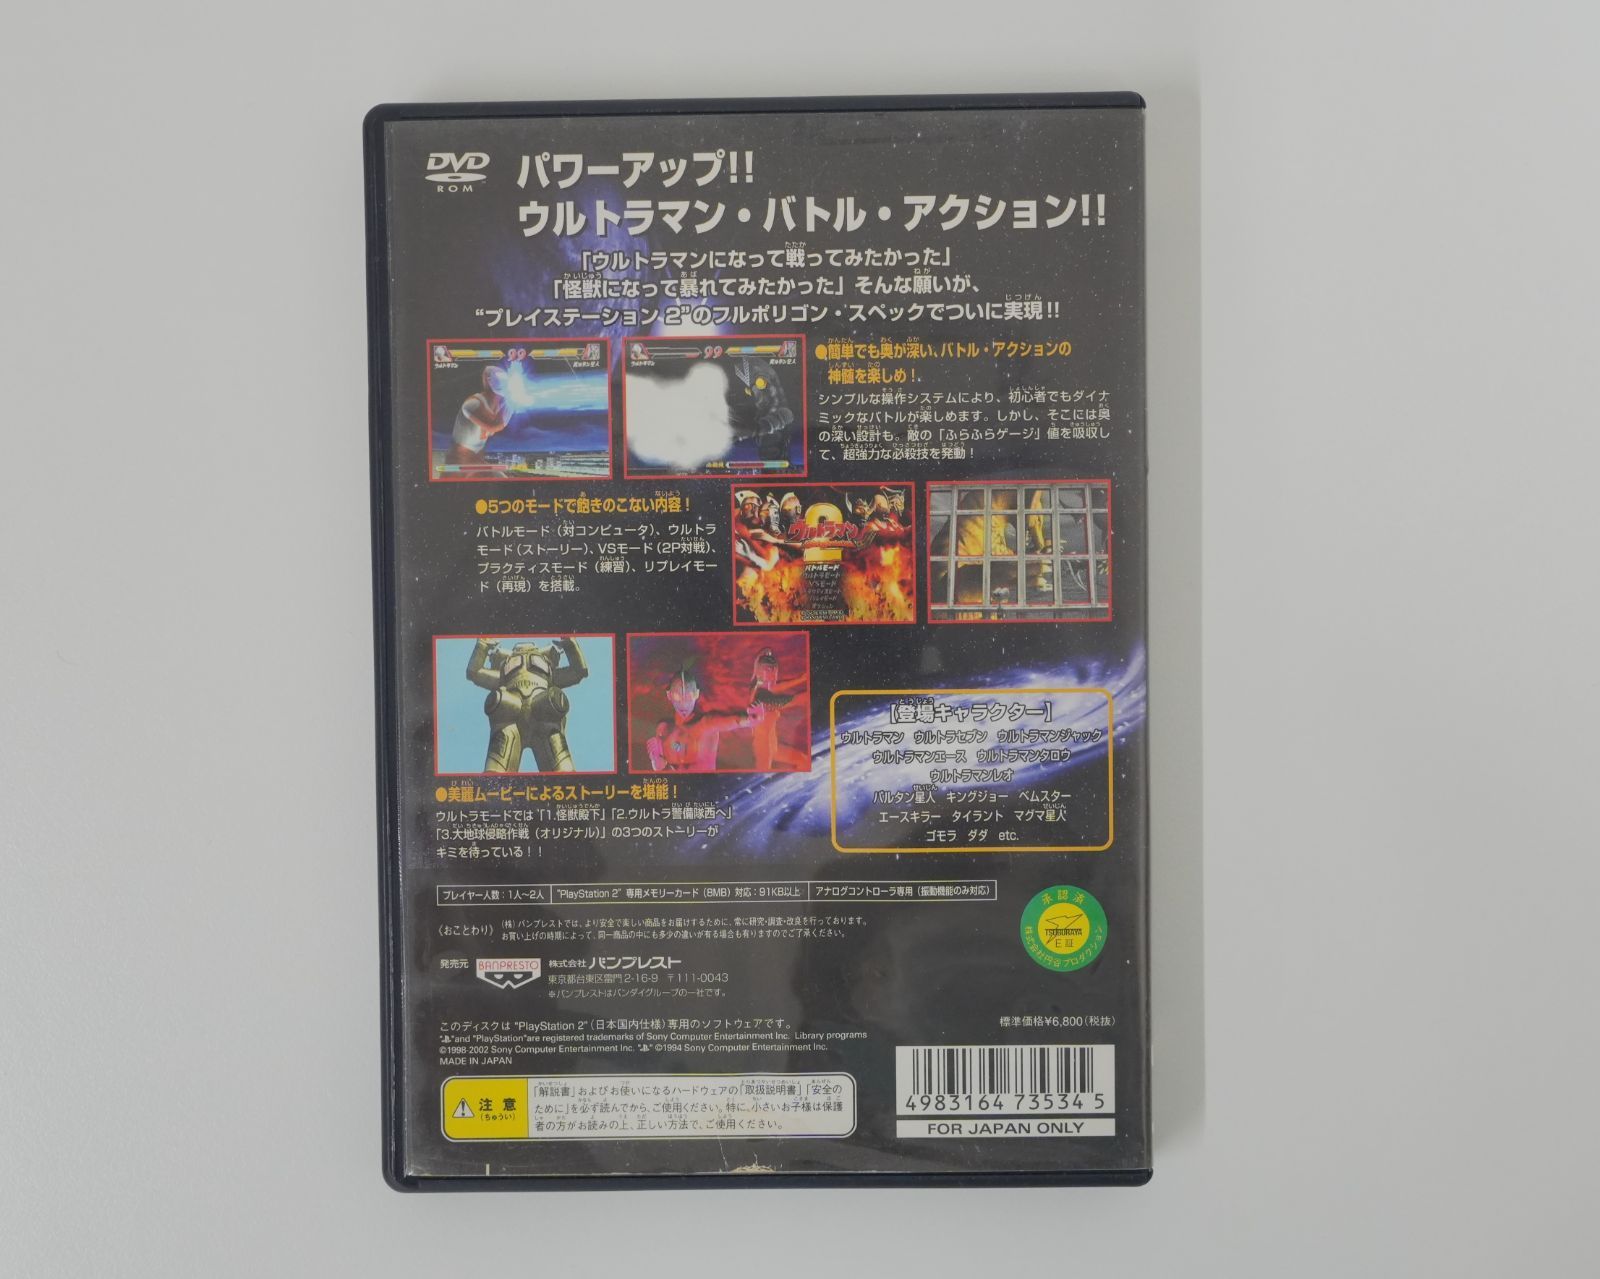 DVD
ROM
パワーアップ!!
ウルトラマン・バトル・アクション!!
「ウルトラマンになって戦ってみたかった」
「怪獣になって暴れてみたかった」そんな願いが、
“プレイステーション 2”のフルポリゴン・スペックでついに実現!!
●簡単でも奥が深い、バトル・アクションの
神髄を楽しめ!
シンプルな操作システムにより、初心者でもダイナ
ミックなバトルが楽しめます。しかし、そこには奥
の深い設計も。敵の「ふらふらゲージ」値を吸収し
て、超強力な必殺技を発動!
●5つのモードで飽きのこない内容!
バトルモード(対コンピュータ)、ウルトラ
モード(ストーリー)、VSモード(2P対戦)、
プラクティスモード(練習)、リプレイモー
ド(再現)を搭載。
99
99
ウルトラマン
2
バトルモード
●美麗ムービーによるストーリーを堪能!
ウルトラモードでは「1.怪獣殿下」「2.ウルトラ警備隊西へ」
「3.大地球侵略作戦(オリジナル)」の3つのストーリーが
キミを待っている!!
【登場キャラクター】
ウルトラマン ウルトラセブン ウルトラマンジャック
ウルトラマンエース ウルトラマンタロウ
ウルトラマンレオ
バルタン星人 キングジョー ベムスター
エースキラー タイラント マグマ星人
ゴモラ ダダ etc.
プレイヤー人数:1人~2人
"PlayStation 2" 専用メモリーカード(8MB)対応:91KB以上
アナログコントローラ専用(振動機能のみ対応)
〈おことわり〉
(株)バンプレストでは、より安全で楽しい商品をお届けするために、常に研究・調査・改良を行っております。
お買い上げの時期によって、同一商品の中にも多少の違いが有る場合も有りますのでご了承ください。
承認済
TSUBURAYA
E 証
株式会社円谷プロダクション
発売元
BANPRESTO
株式会社 バンプレスト
東京都台東区雷門2-16-9 〒111-0043
※バンプレストはバンダイグループの一社です。
このディスクは "PlayStation 2"(日本国内仕様)専用のソフトウェアです。
"and "PlayStation"are registered trademarks of Sony Computer Entertainment Inc. Library programs
©1998-2002 Sony Computer Entertainment Inc. " " ©1994 Sony Computer Entertainment Inc.
MADE IN JAPAN
標準価格¥6,800(税抜)
注意
(ちゅうい)
「解説書」およびお使いになるハードウェアの「取扱説明書」「安全の
ために」を必ず読んでから、ご使用ください。特に、小さいお子様は保護
者の方がお読みの上、正しい方法で、ご使用ください。
4983164 73534 5
FOR JAPAN ONLY